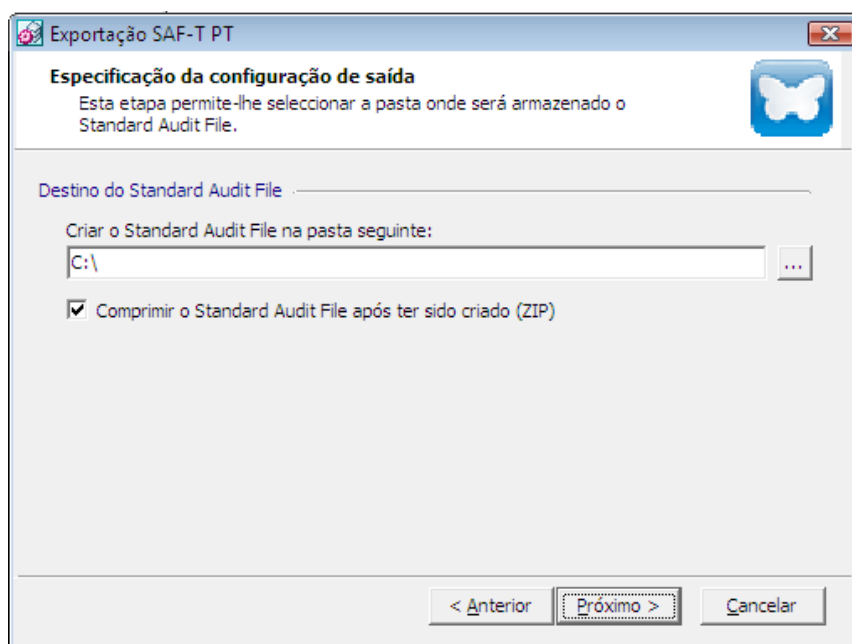 Exportação SAF-T PT
Especificação da configuração de saída
Esta etapa permite-lhe seleccionar a pasta onde será armazenado o
Standard Audit File.
Destino do Standard Audit File
Criar o Standard Audit File na pasta seguinte:
C:\
...
Comprimir o Standard Audit File após ter sido criado (ZIP)
< Anterior
Próximo >
Cancelar